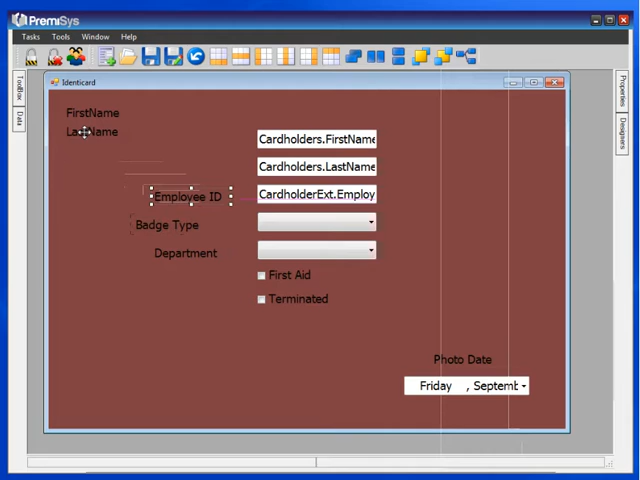 PremiSys
Tasks Tools Window Help
Identicard
ToolBox
Data
Properties
Designers
FirstName
LastName
Cardholders.FirstName
Cardholders.LastName
Employee ID CardholderExt.Employ
Badge Type
Department
First Aid
Terminated
Photo Date
Friday , Septemb